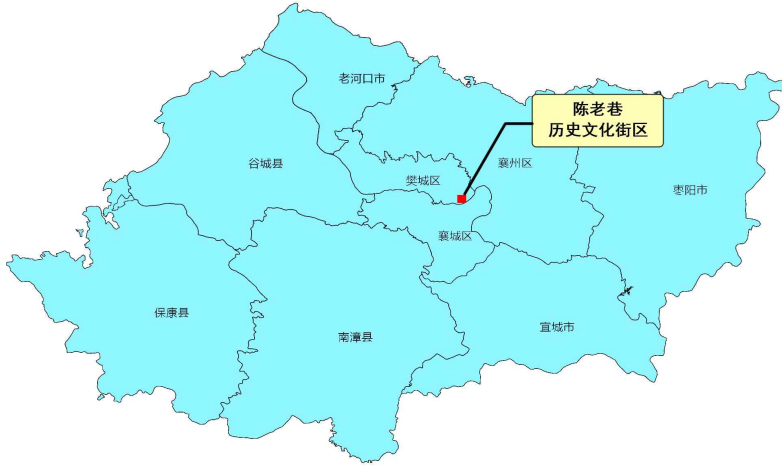 老河口市
陈老巷
历史文化街区
谷城县
樊城区
襄州区
枣阳市
襄城区
保康县
南漳县
宜城市